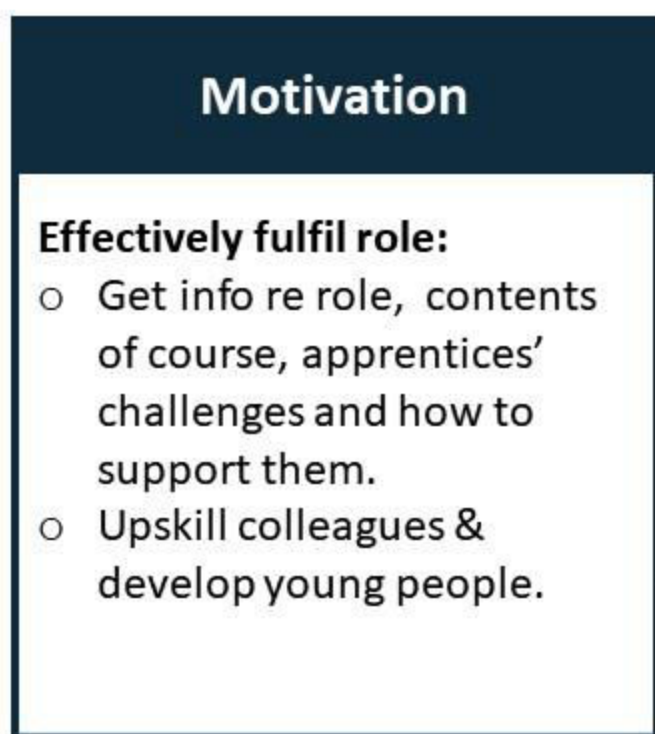 Motivation
Effectively fulfil role:
○ Get info re role, contents
of course, apprentices’
challenges and how to
support them.
○ Upskill colleagues &
develop young people.